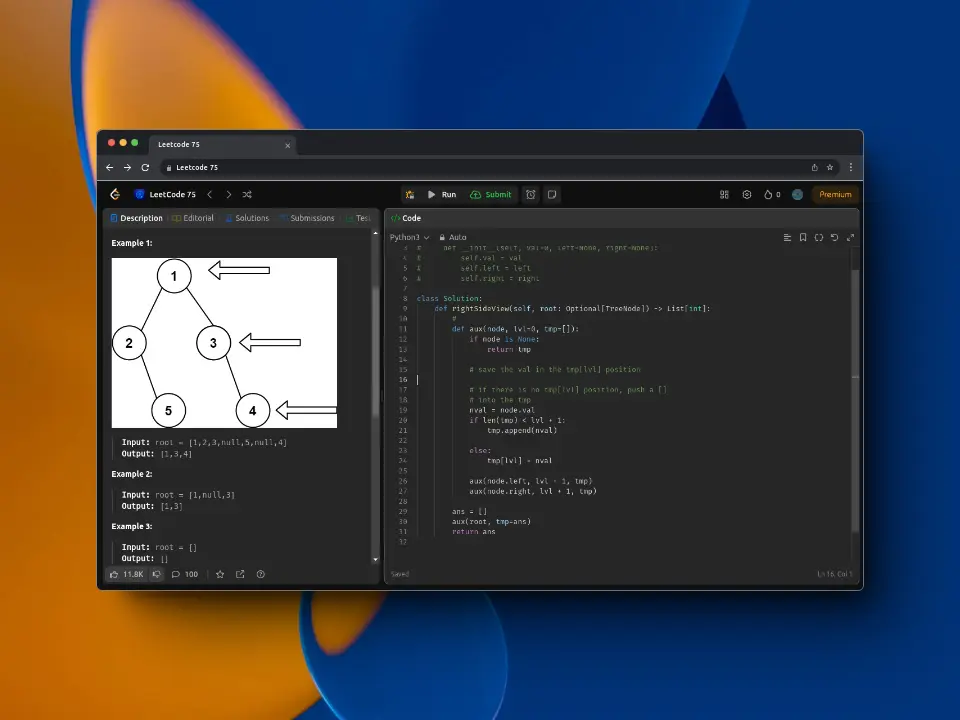 Leetcode 75
Leetcode 75
LeetCode 75
Run
Submit
0
Premium
Description
Editorial
Solutions
Submissions
Tes
Example 1:
1
2
3
5
4
Input: root = [1,2,3,null,5,null,4]
Output: [1,3,4]
Example 2:
Input: root = [1,null,3]
Output: [1,3]
Example 3:
Input: root = []
Output: []
11.8K
100
</> Code
Python3
Auto
4 # self.val = val
5 # self.left = left
6 # self.right = right
7
8 class Solution:
9 def rightSideView(self, root: Optional[TreeNode]) -> List[int]:
10 #
11 def aux(node, lvl=0, tmp=[]):
12 if node is None:
13 return tmp
14
15 # save the val in the tmp[lvl] position
16
17 # if there is no tmp[lvl] position, push a []
18 # into the tmp
19 nval = node.val
20 if len(tmp) < lvl + 1:
21 tmp.append(nval)
22
23 else:
24 tmp[lvl] = nval
25
26 aux(node.left, lvl + 1, tmp)
27 aux(node.right, lvl + 1, tmp)
28
29 ans = []
30 aux(root, tmp=ans)
31 return ans
32
Saved
Ln 16, Col 1